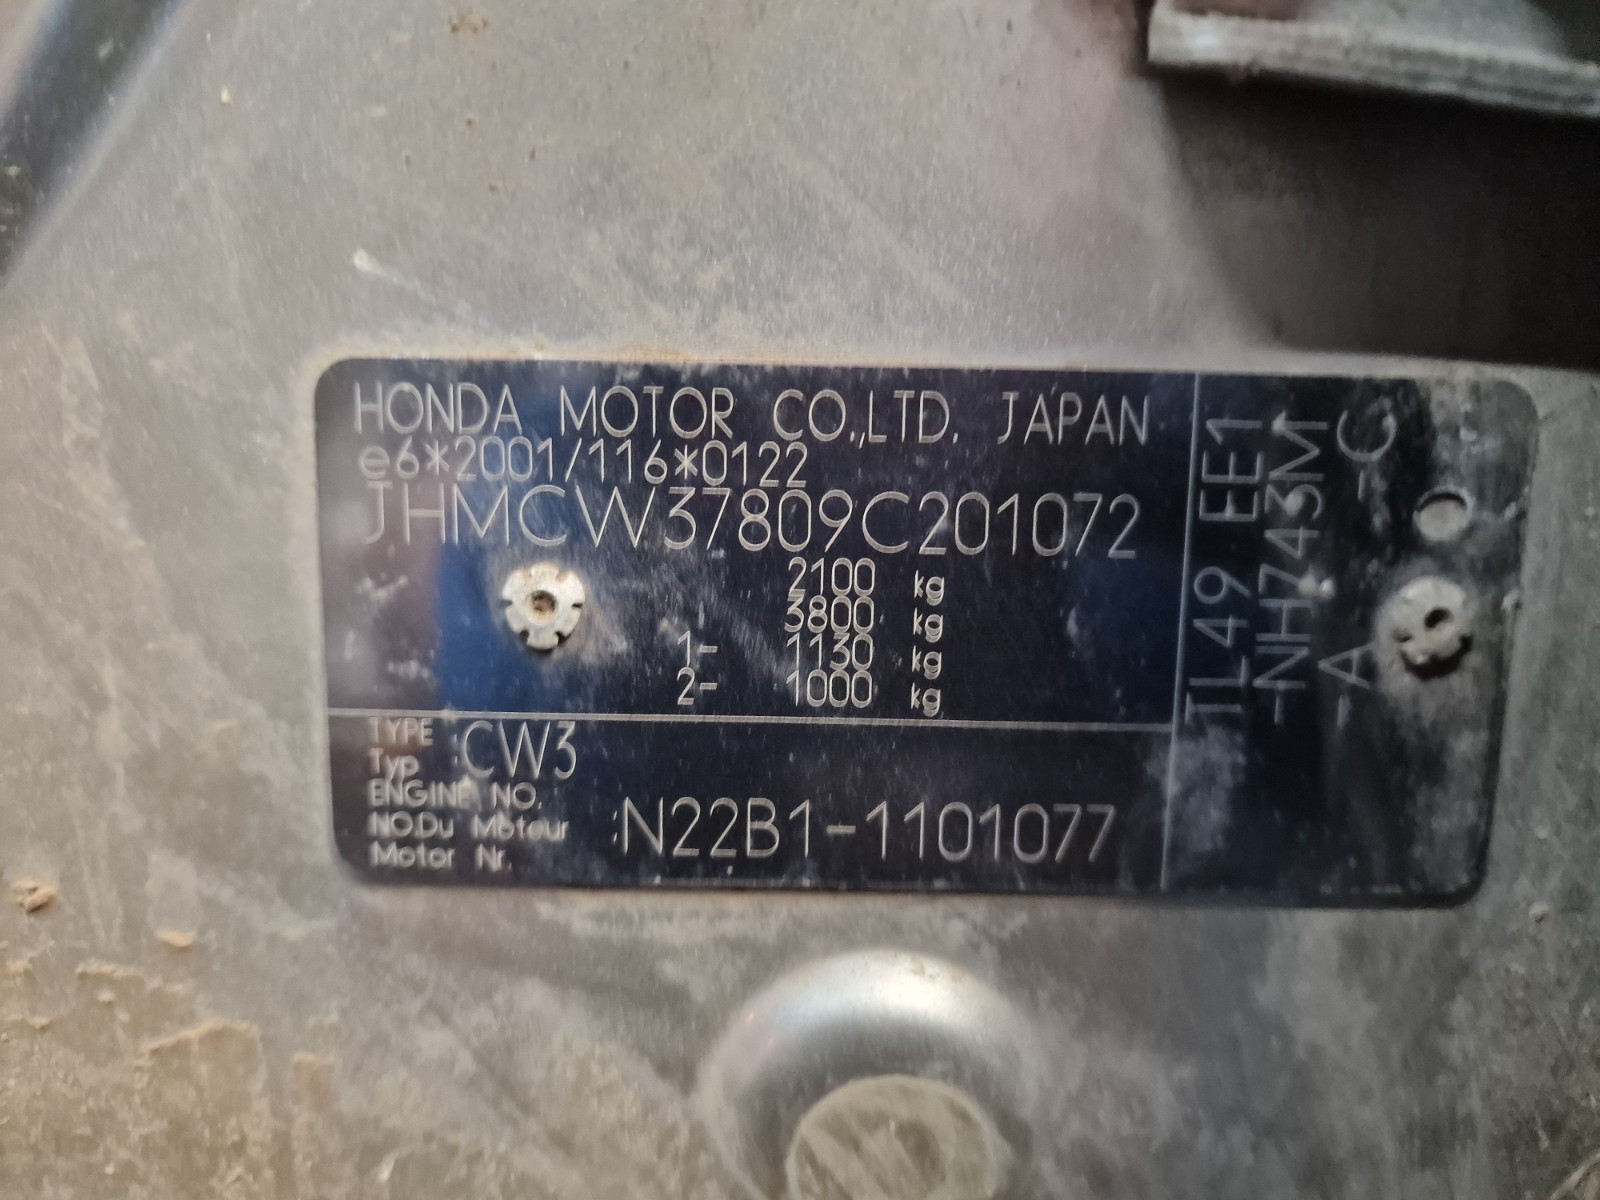 HONDA MOTOR CO.,LTD. JAPAN
e6*2001/116*0122
JHMCW37809C201072
2100 kg
3800 kg
1- 1130 kg
2- 1000 kg
TYPE
Typ :CW3
ENGINE NO.
NO.Du Moteur :N22B1-1101077
Motor Nr.
TL49 EE1
-NH743M
-A -C